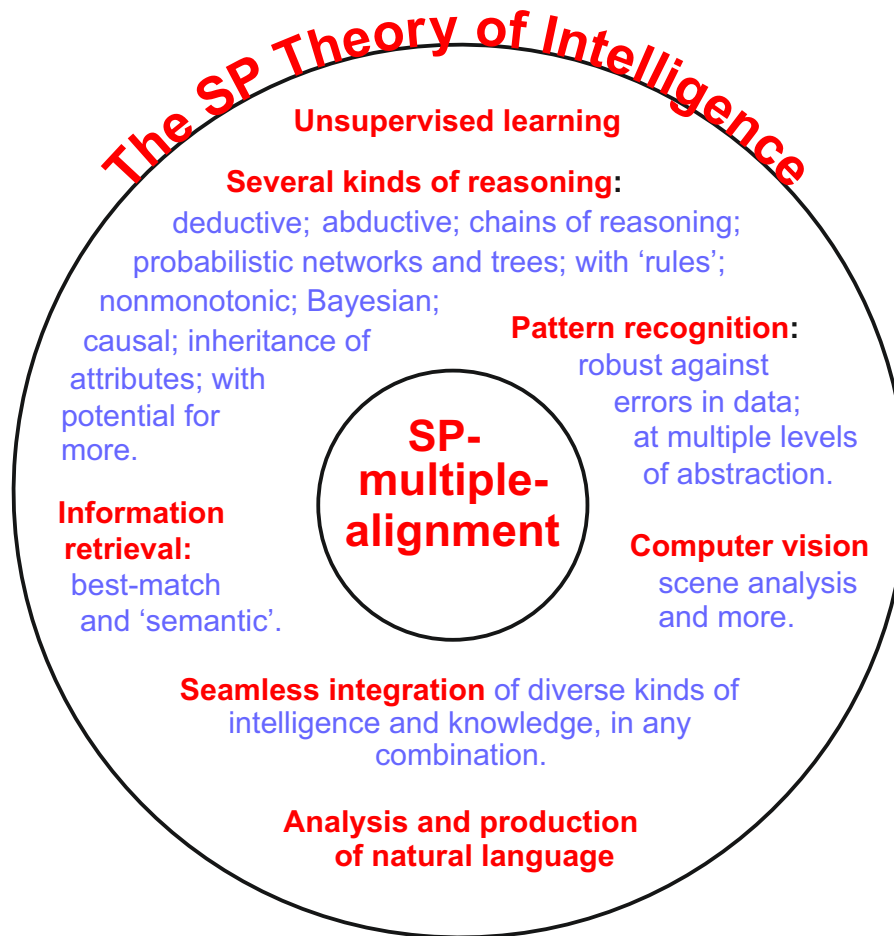 The SP Theory of Intelligence
Unsupervised learning
Several kinds of reasoning:
deductive; abductive; chains of reasoning;
probabilistic networks and trees; with ‘rules’;
nonmonotonic; Bayesian;
causal; inheritance of
attributes; with
potential for
more.
Pattern recognition:
robust against
errors in data;
at multiple levels
of abstraction.
SP-
multiple-
alignment
Information
retrieval:
best-match
and ‘semantic’.
Computer vision
scene analysis
and more.
Seamless integration of diverse kinds of
intelligence and knowledge, in any
combination.
Analysis and production
of natural language